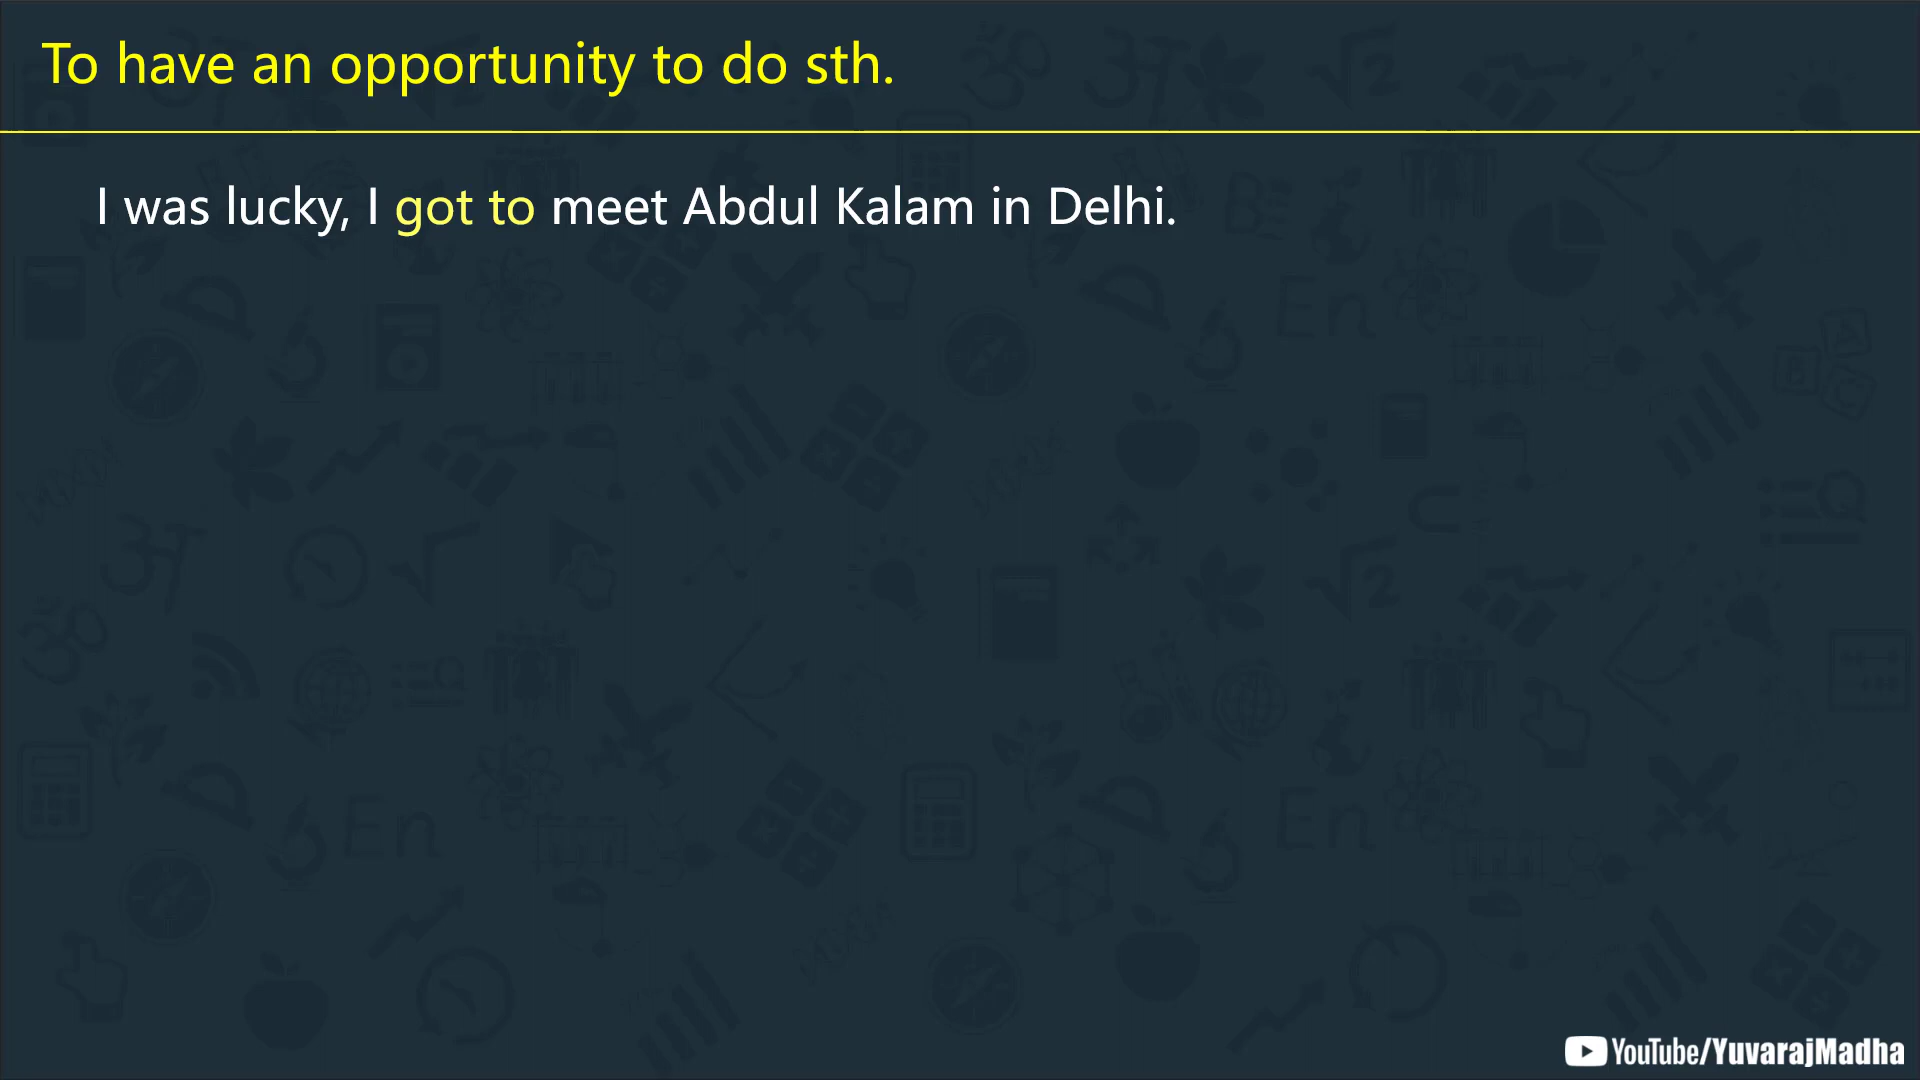 To have an opportunity to do sth.
I was lucky, I got to meet Abdul Kalam in Delhi.
YouTube/YuvarajMadha